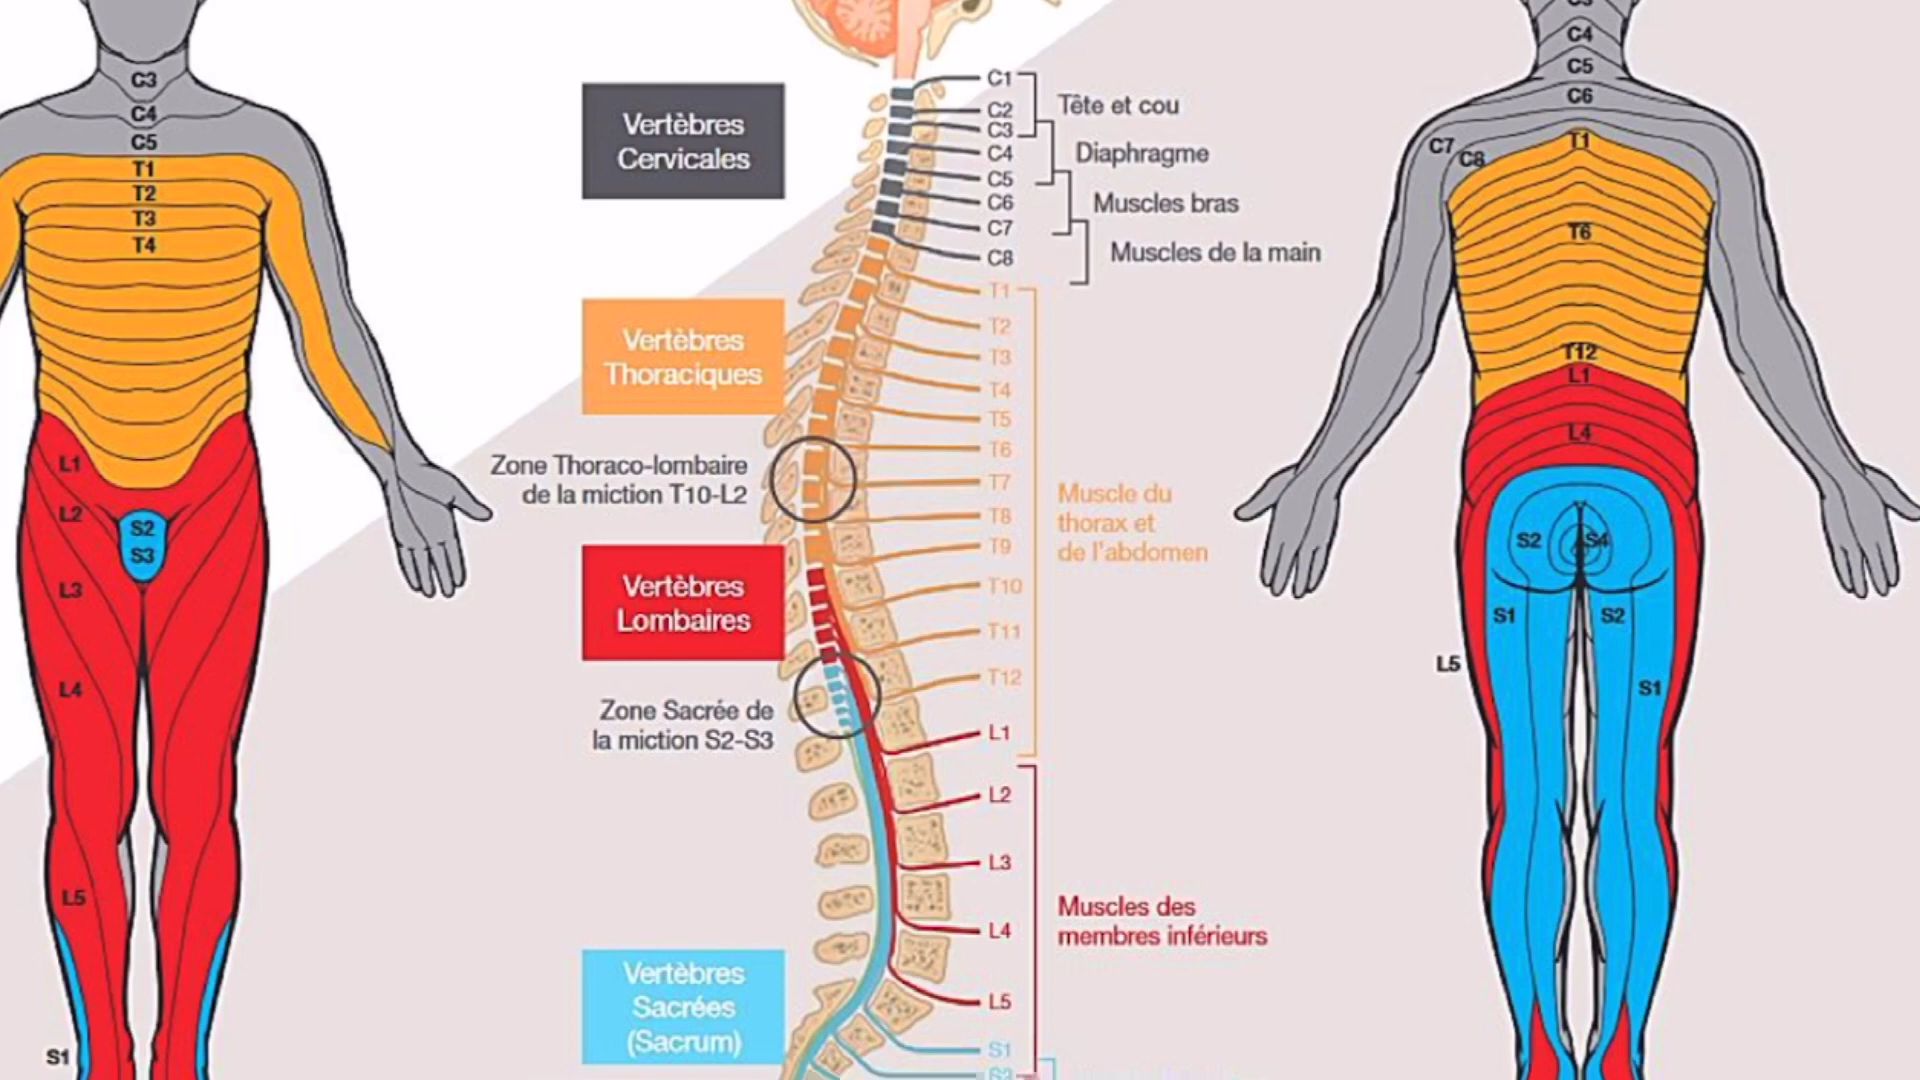 C3
C4
C5
T1
T2
T3
T4
L1
L2
S2
S3
L3
L4
L5
S1
Vertèbres
Cervicales
Vertèbres
Thoraciques
Zone Thoraco-lombaire
de la miction T10-L2
Vertèbres
Lombaires
Zone Sacrée de
la miction S2-S3
Vertèbres
Sacrées
(Sacrum)
C1
C2
C3
C4
C5
C6
C7
C8
T1
T2
T3
T4
T5
T6
T7
T8
T9
T10
T11
T12
L1
L2
L3
L4
L5
S1
S2
Tête et cou
Diaphragme
Muscles bras
Muscles de la main
Muscle du
thorax et
de l'abdomen
Muscles des
membres inférieurs
C3
C4
C5
C6
C7
C8
T1
T6
T12
L1
L4
S2
S4
S1
S2
L5
S1